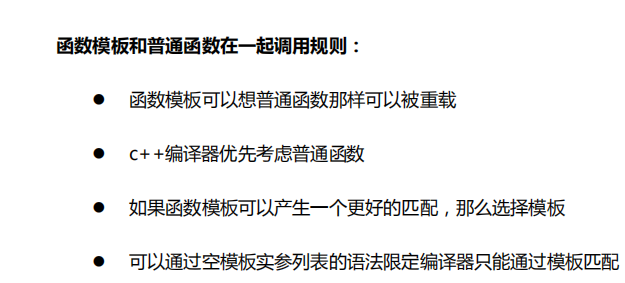 函数模板和普通函数在一起调用规则：
● 函数模板可以想普通函数那样可以被重载
● c++编译器优先考虑普通函数
● 如果函数模板可以产生一个更好的匹配，那么选择模板
● 可以通过空模板实参列表的语法限定编译器只能通过模板匹配